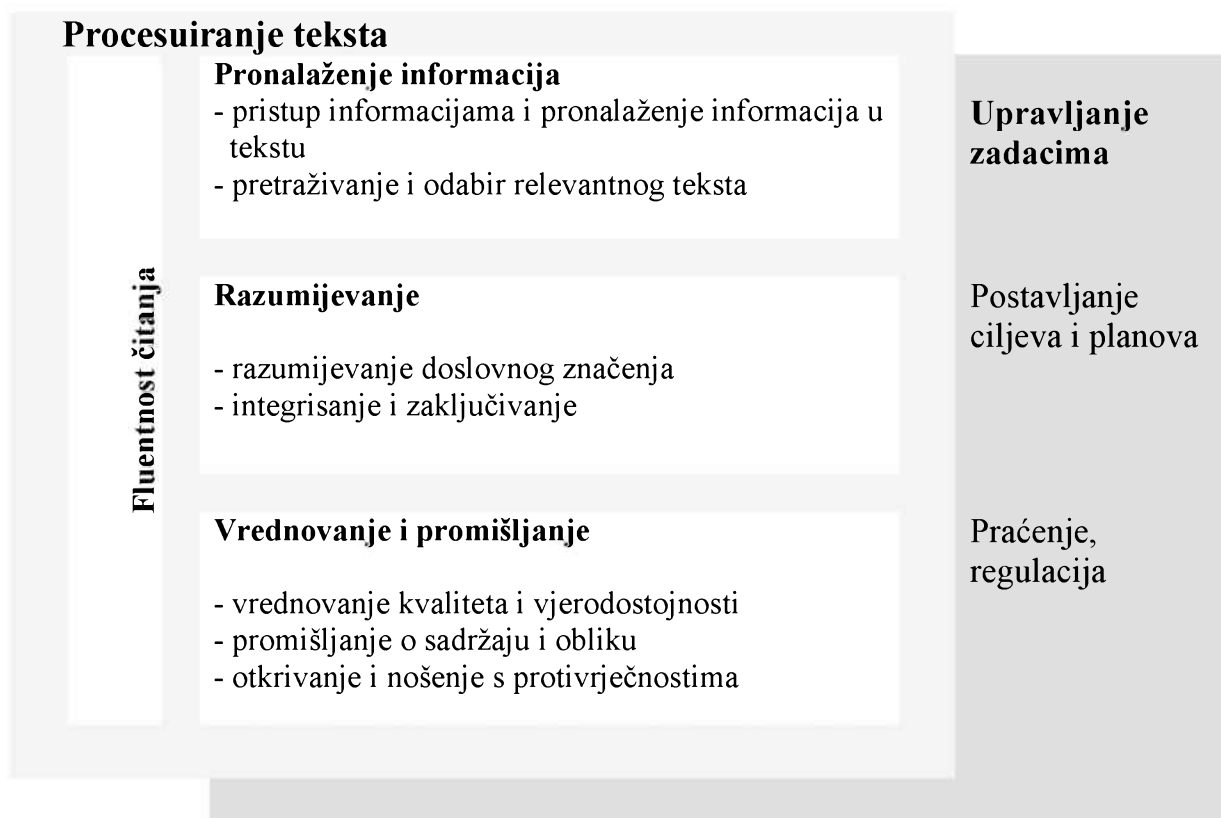 Procesuiranje teksta
Fluentnost čitanja
Pronalaženje informacija
- pristup informacijama i pronalaženje informacija u
tekstu
- pretraživanje i odabir relevantnog teksta
Razumijevanje
- razumijevanje doslovnog značenja
- integrisanje i zaključivanje
Vrednovanje i promišljanje
- vrednovanje kvaliteta i vjerodostojnosti
- promišljanje o sadržaju i obliku
- otkrivanje i nošenje s protivrječnostima
Upravljanje
zadacima
Postavljanje
ciljeva i planova
Praćenje,
regulacija